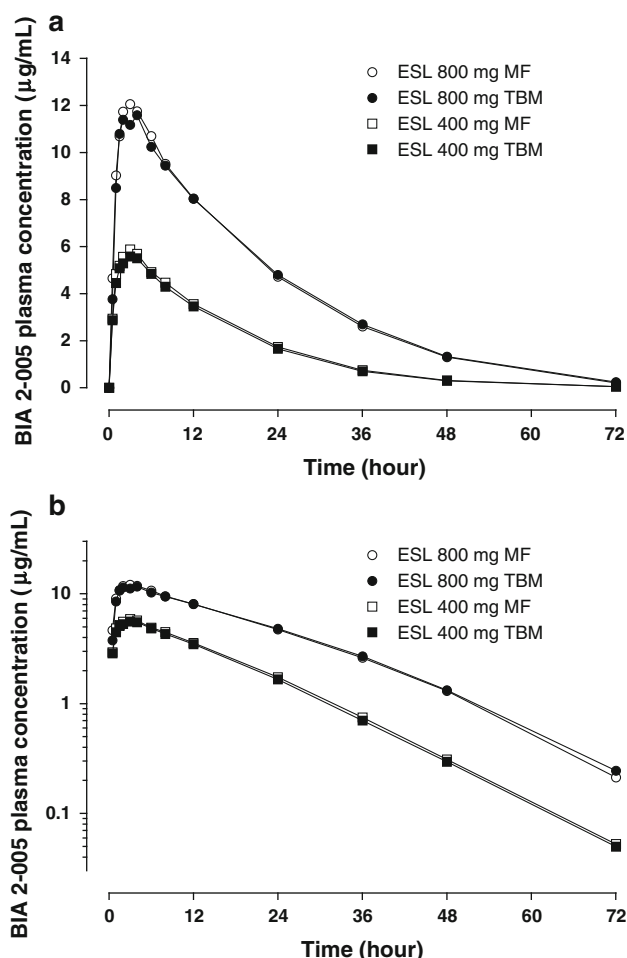 a
BIA 2-005 plasma concentration (µg/mL)
14
12
10
8
6
4
2
0
ESL 800 mg MF
ESL 800 mg TBM
ESL 400 mg MF
ESL 400 mg TBM
0 12 24 36 48 60 72
Time (hour)
b
BIA 2-005 plasma concentration (µg/mL)
10
1
0.1
ESL 800 mg MF
ESL 800 mg TBM
ESL 400 mg MF
ESL 400 mg TBM
0 12 24 36 48 60 72
Time (hour)